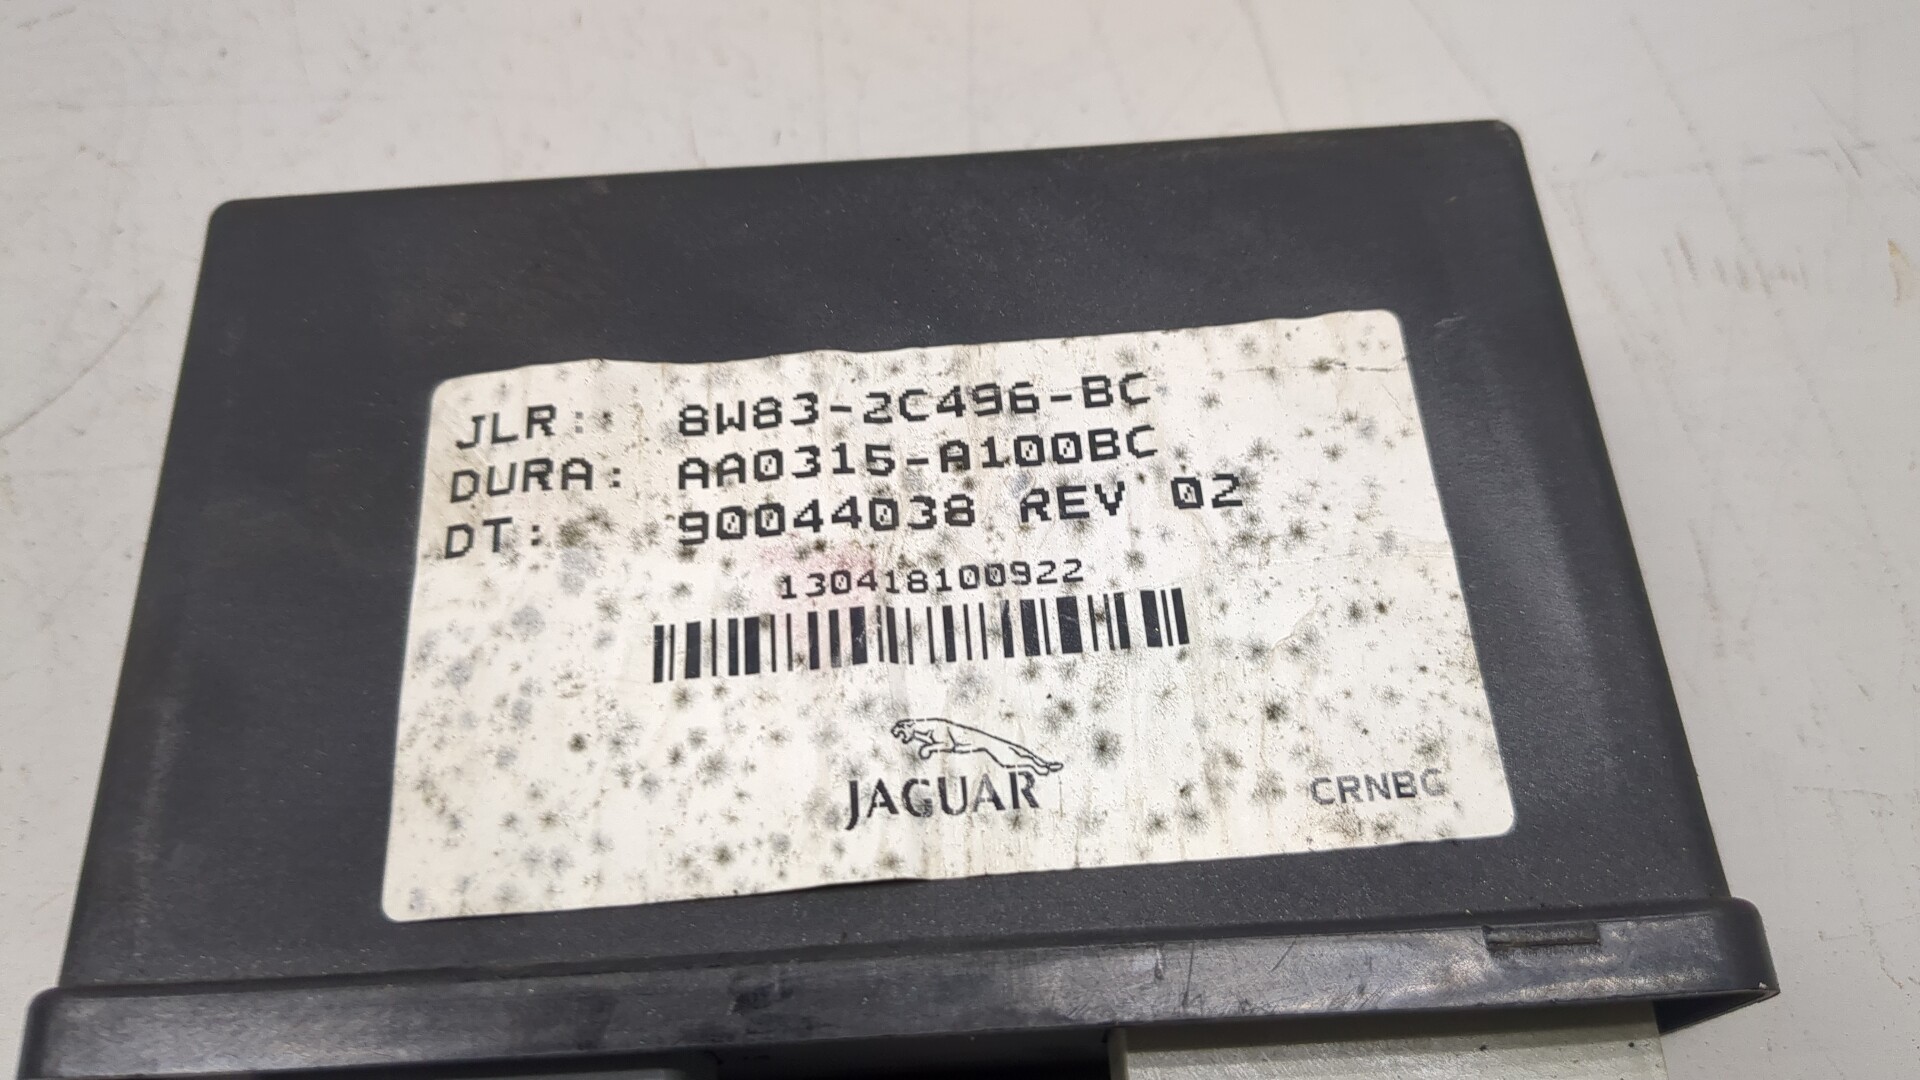 JLR: 8W83-2C496-BC
DURA: AA0315-A100BC
DT: 90044038 REV 02
130418100922
JAGUAR
CRNBC